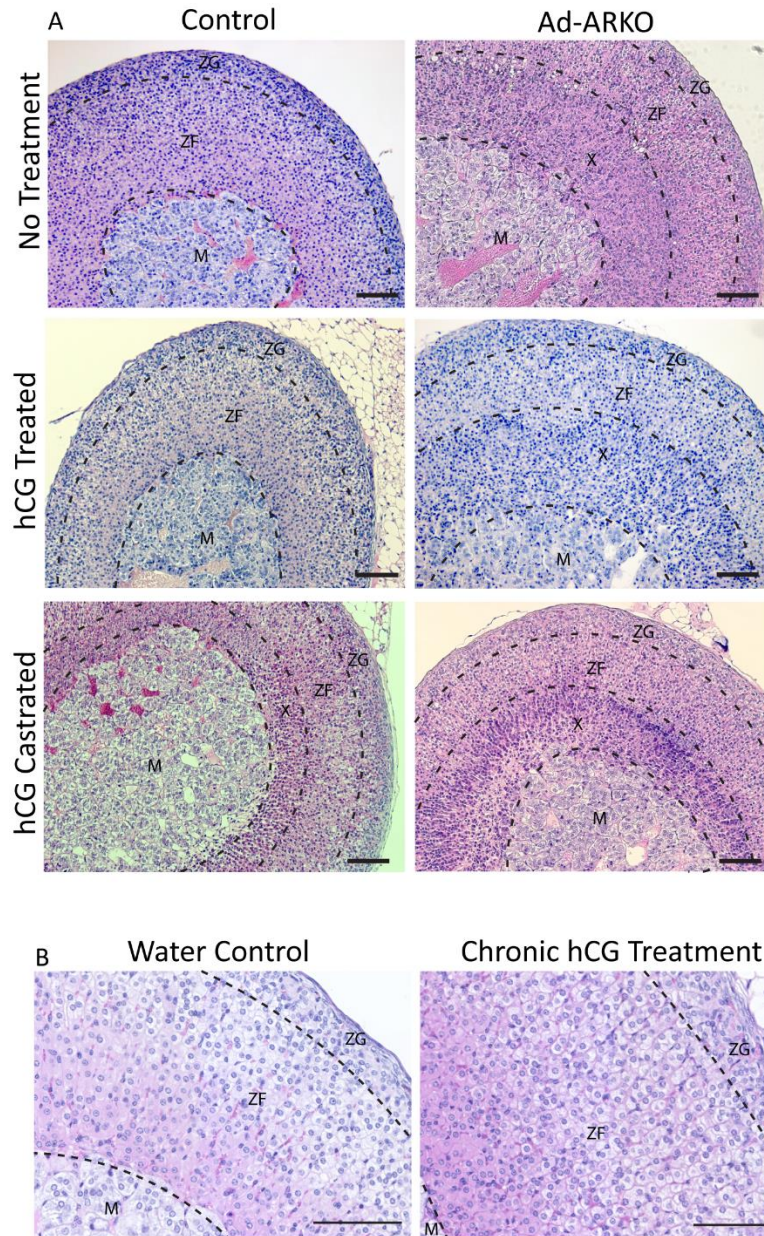 A
Control
Ad-ARKO
No Treatment
ZG
ZF
M
ZG
ZF
X
M
hCG Treated
ZG
ZF
M
ZG
ZF
X
M
hCG Castrated
ZG
ZF
X
M
ZG
ZF
X
M
B
Water Control
Chronic hCG Treatment
ZG
ZF
M
ZG
ZF
M